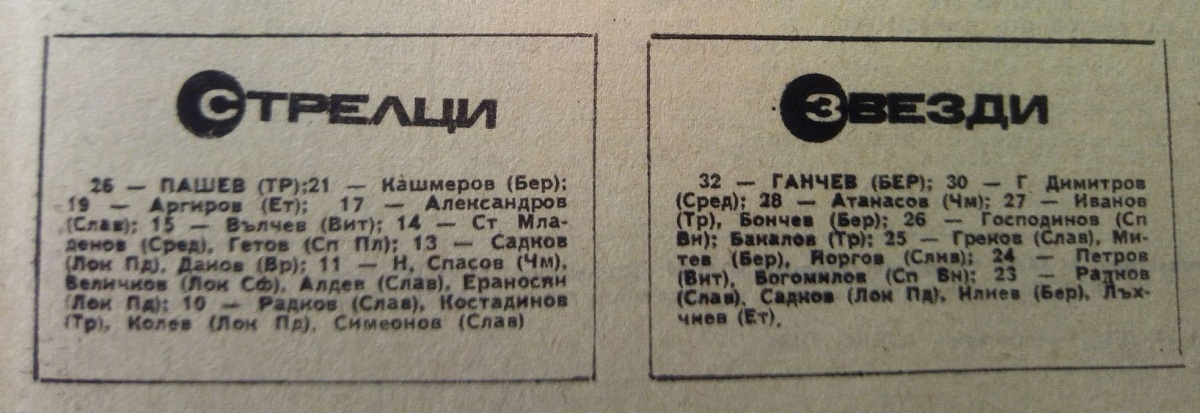 СТРЕЛЦИ
26 — ПАШЕВ (ТР);21 — Кашмеров (Бер);
19 — Аргиров (Ет); 17 — Александров
(Слав); 15 — Вълчев (Вит); 14 — Ст Мла-
денов (Сред), Гетов (Сп Пл); 13 — Садков
(Лок Пд), Данов (Вр); 11 — Н. Спасов (Чм),
Величков (Лок Сф), Алдев (Слав), Ераносян
(Лок Пд); 10 — Радков (Слав), Костадинов
(Тр), Колев (Лок Пд), Симеонов (Слав)
ЗВЕЗДИ
32 — ГАНЧЕВ (БЕР); 30 — Г Димитров
(Сред); 28 — Атанасов (Чм); 27 — Иванов
(Тр), Бончев (Бер); 26 — Господинов (Сп
Вн); Бакалов (Тр); 25 — Греков (Слав), Ми-
тев (Бер), Йоргов (Слив); 24 — Петров
(Вит), Богомилов (Сп Вн); 23 — Радков
(Слав), Садков (Лок Пд), Илиев (Бер), Лъх-
чиев (Ет).